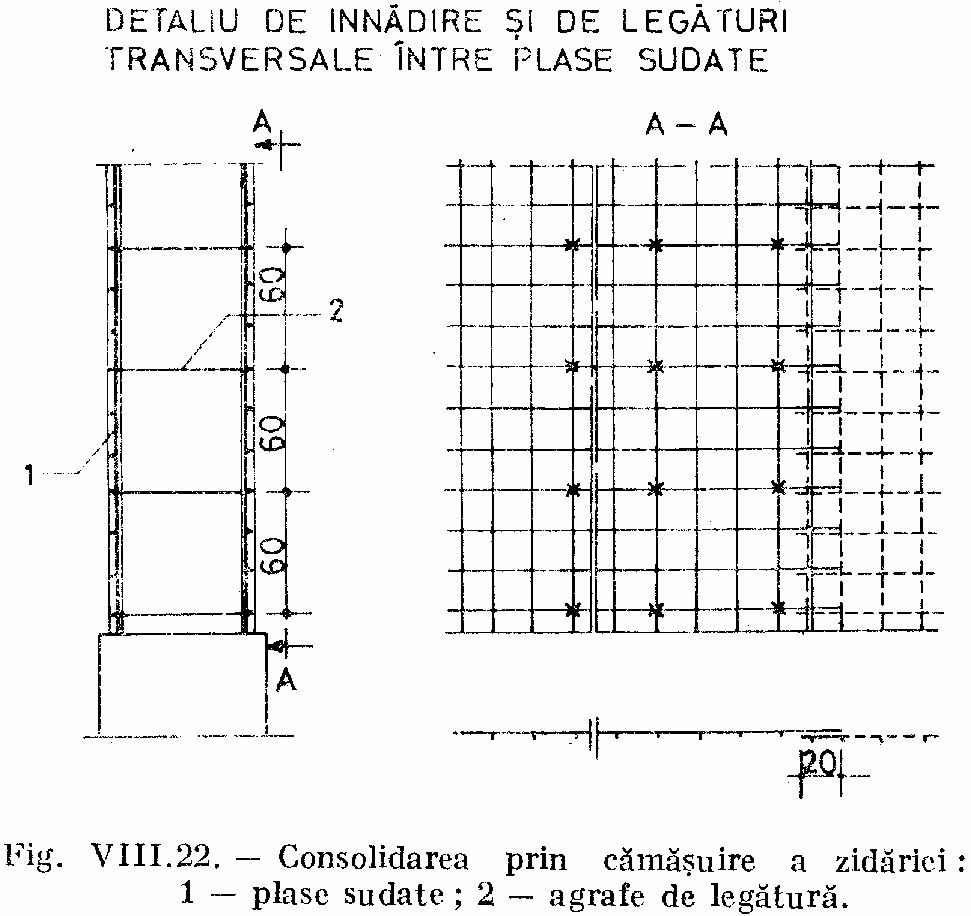 DETALIU DE INNĂDIRE ŞI DE LEGĂTURI
TRANSVERSALE ÎNTRE PLASE SUDATE
A
A – A
60
2
60
1
60
A
20
Fig. VIII.22. — Consolidarea prin cămăşuire a zidăriei :
1 — plase sudate ; 2 — agrafe de legătură.